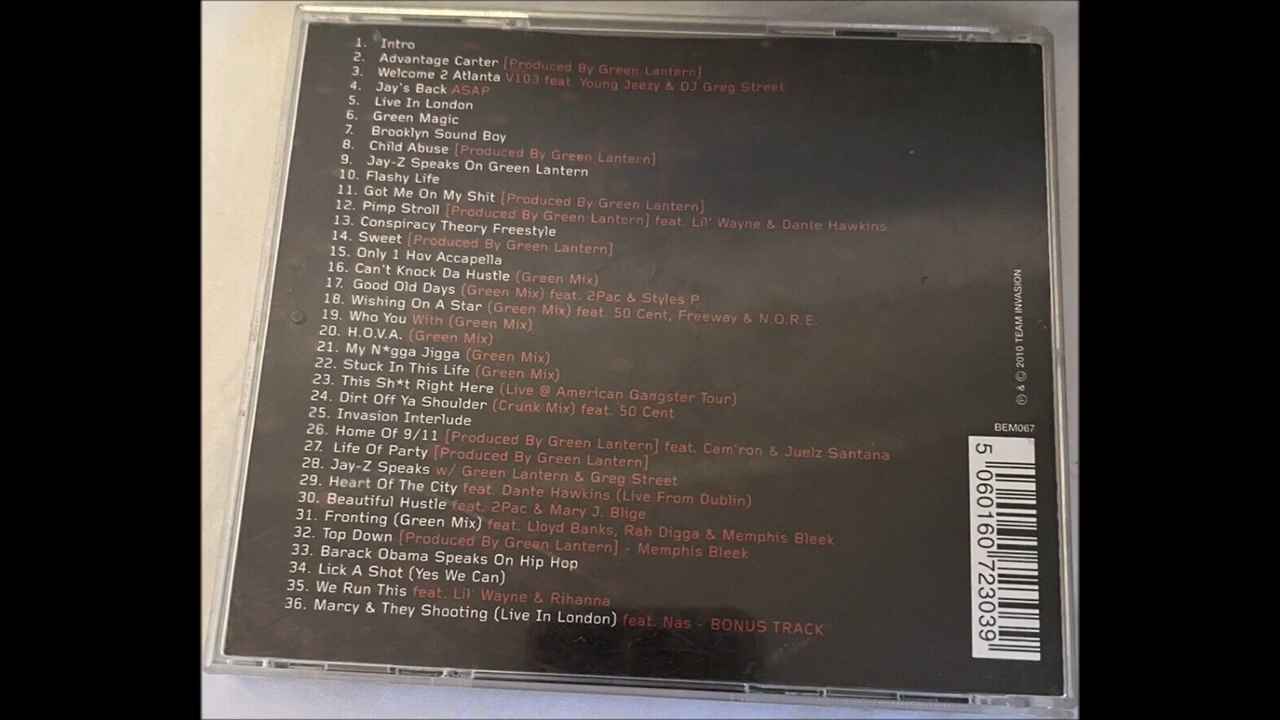 1. Intro
2. Advantage Carter [Produced By Green Lantern]
3. Welcome 2 Atlanta V103 feat. Young Jeezy & DJ Greg Street
4. Jay's Back ASAP
5. Live In London
6. Green Magic
7. Brooklyn Sound Boy
8. Child Abuse [Produced By Green Lantern]
9. Jay-Z Speaks On Green Lantern
10. Flashy Life
11. Got Me On My Shit [Produced By Green Lantern]
12. Pimp Stroll [Produced By Green Lantern] feat. Lil' Wayne & Dante Hawkins
13. Conspiracy Theory Freestyle
14. Sweet [Produced By Green Lantern]
15. Only 1 Hov Accapella
16. Can't Knock Da Hustle (Green Mix)
17. Good Old Days (Green Mix) feat. 2Pac & Styles P
18. Wishing On A Star (Green Mix) feat. 50 Cent, Freeway & N.O.R.E.
19. Who You With (Green Mix)
20. H.O.V.A. (Green Mix)
21. My N*gga Jigga (Green Mix)
22. Stuck In This Life (Green Mix)
23. This Sh*t Right Here (Live @ American Gangster Tour)
24. Dirt Off Ya Shoulder (Crunk Mix) feat. 50 Cent
25. Invasion Interlude
26. Home Of 9/11 [Produced By Green Lantern] feat. Cam'ron & Juelz Santana
27. Life Of Party [Produced By Green Lantern]
28. Jay-Z Speaks w/ Green Lantern & Greg Street
29. Heart Of The City feat. Dante Hawkins (Live From Dublin)
30. Beautiful Hustle feat. 2Pac & Mary J. Blige
31. Fronting (Green Mix) feat. Lloyd Banks, Rah Digga & Memphis Bleek
32. Top Down [Produced By Green Lantern] - Memphis Bleek
33. Barack Obama Speaks On Hip Hop
34. Lick A Shot (Yes We Can)
35. We Run This feat. Lil' Wayne & Rihanna
36. Marcy & They Shooting (Live In London) feat. Nas - BONUS TRACK
℗ & © 2010 TEAM INVASION
BEM067
5 060160 723039